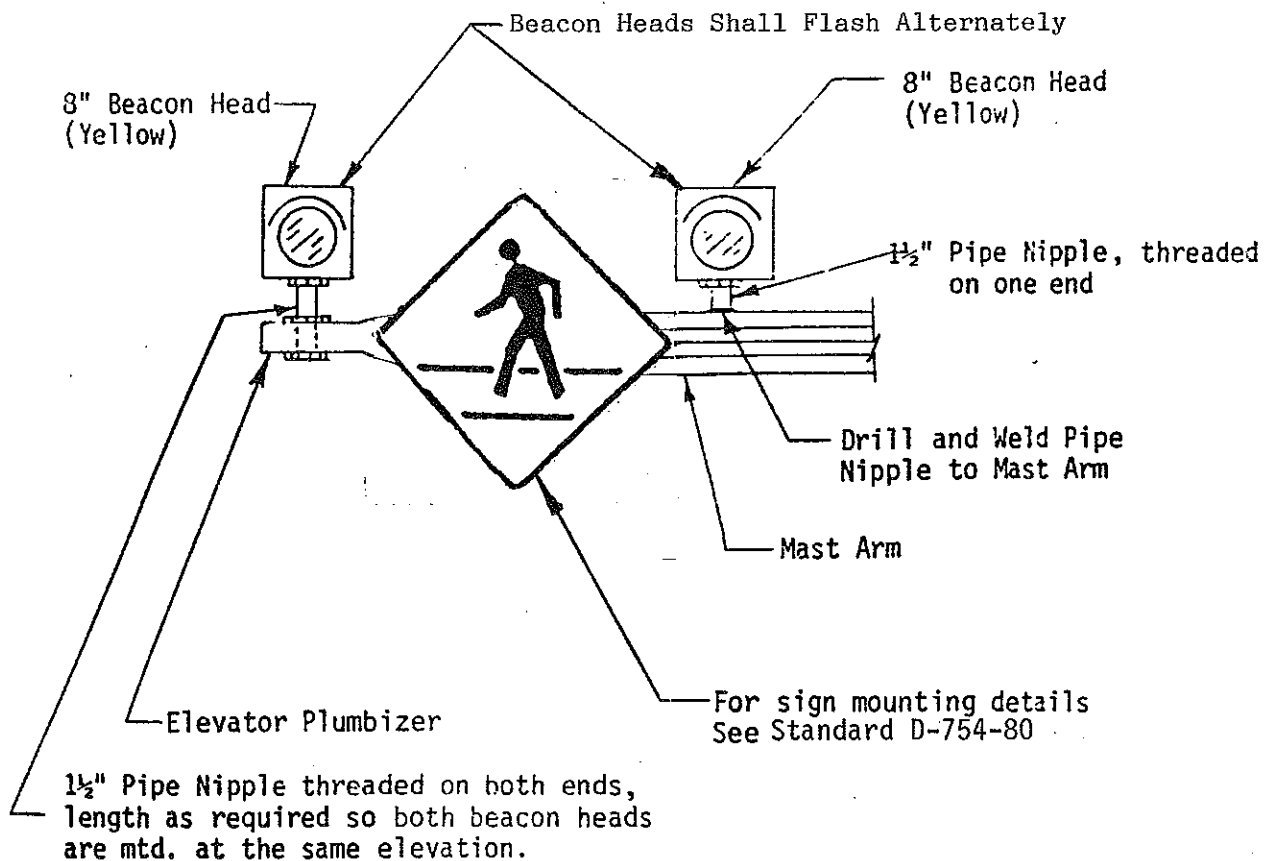 Beacon Heads Shall Flash Alternately
8" Beacon Head
(Yellow)
8" Beacon Head
(Yellow)
1½" Pipe Nipple, threaded
on one end
Drill and Weld Pipe
Nipple to Mast Arm
Mast Arm
For sign mounting details
See Standard D-754-80
Elevator Plumbizer
1½" Pipe Nipple threaded on both ends,
length as required so both beacon heads
are mtd. at the same elevation.